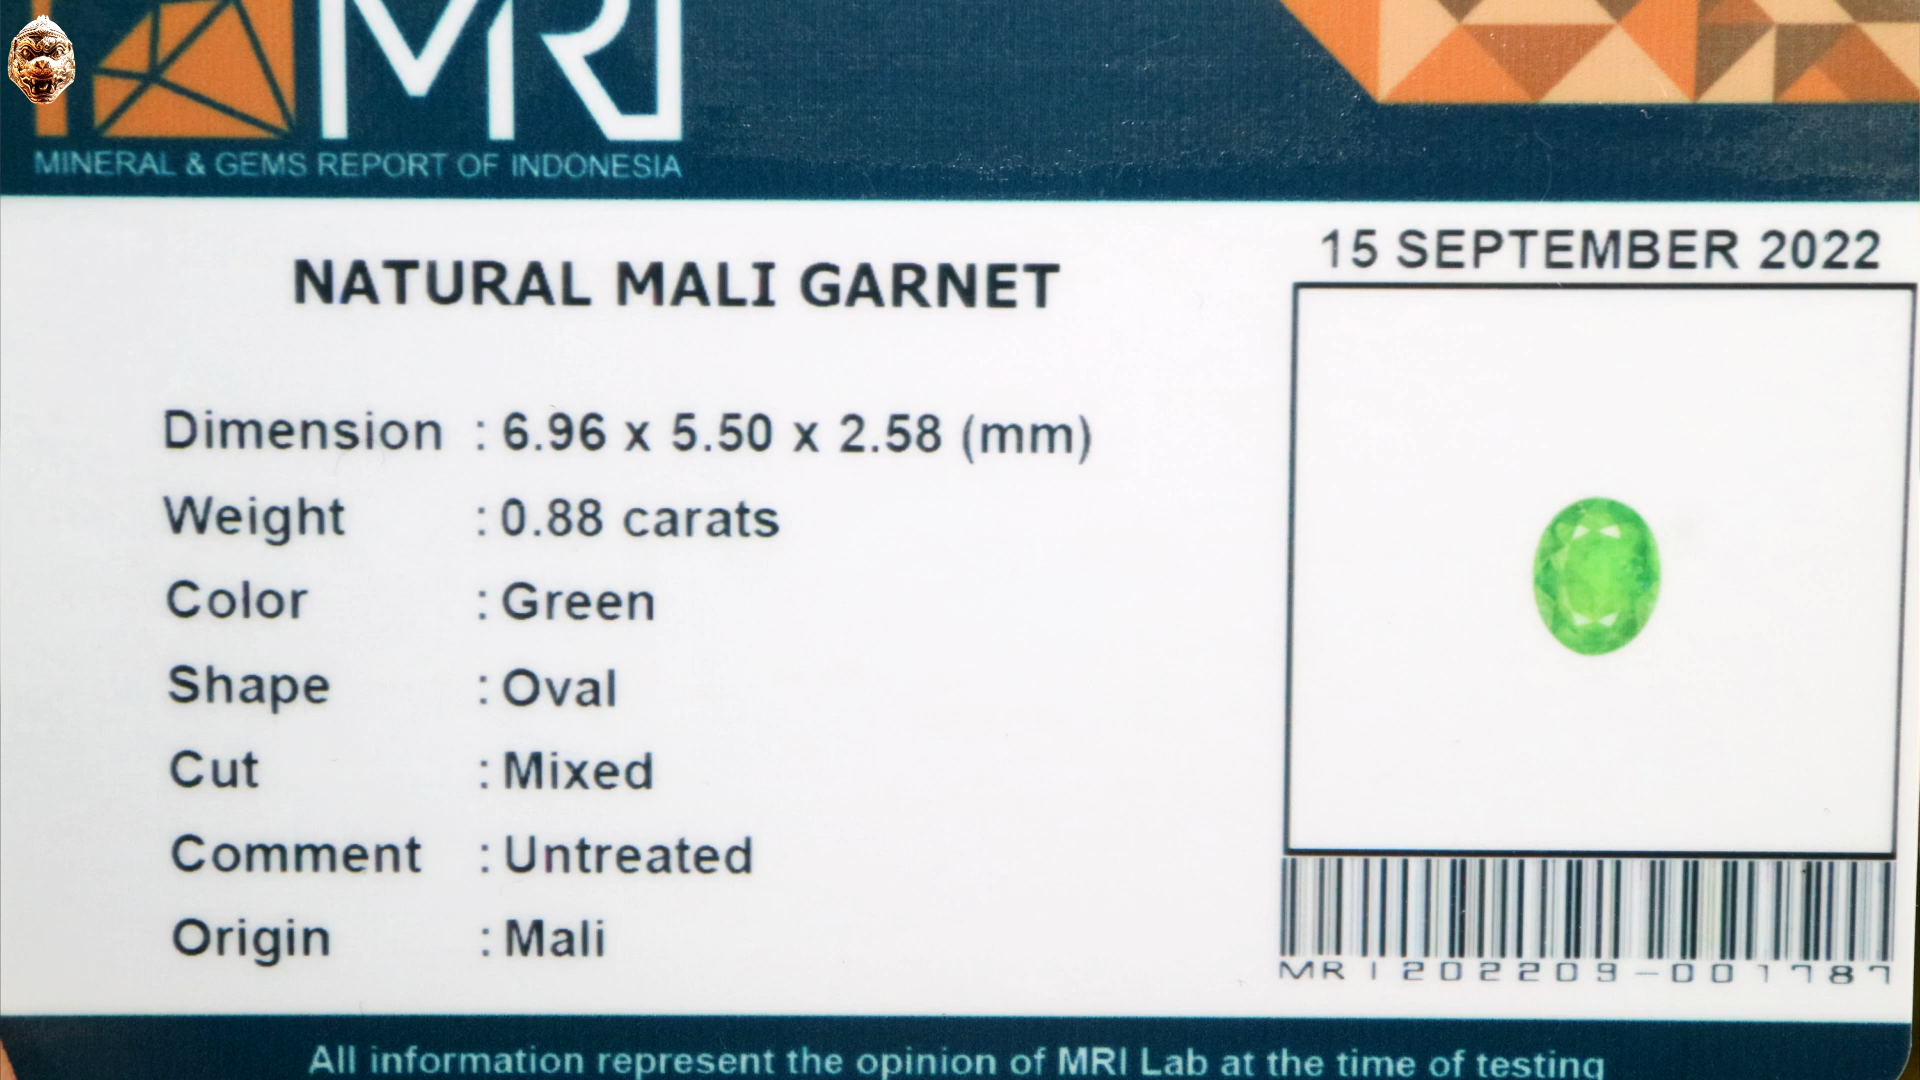 MRI
MINERAL & GEMS REPORT OF INDONESIA
15 SEPTEMBER 2022
NATURAL MALI GARNET
Dimension : 6.96 x 5.50 x 2.58 (mm)
Weight : 0.88 carats
Color : Green
Shape : Oval
Cut : Mixed
Comment : Untreated
Origin : Mali
MRI202209-001787
All information represent the opinion of MRI Lab at the time of testing